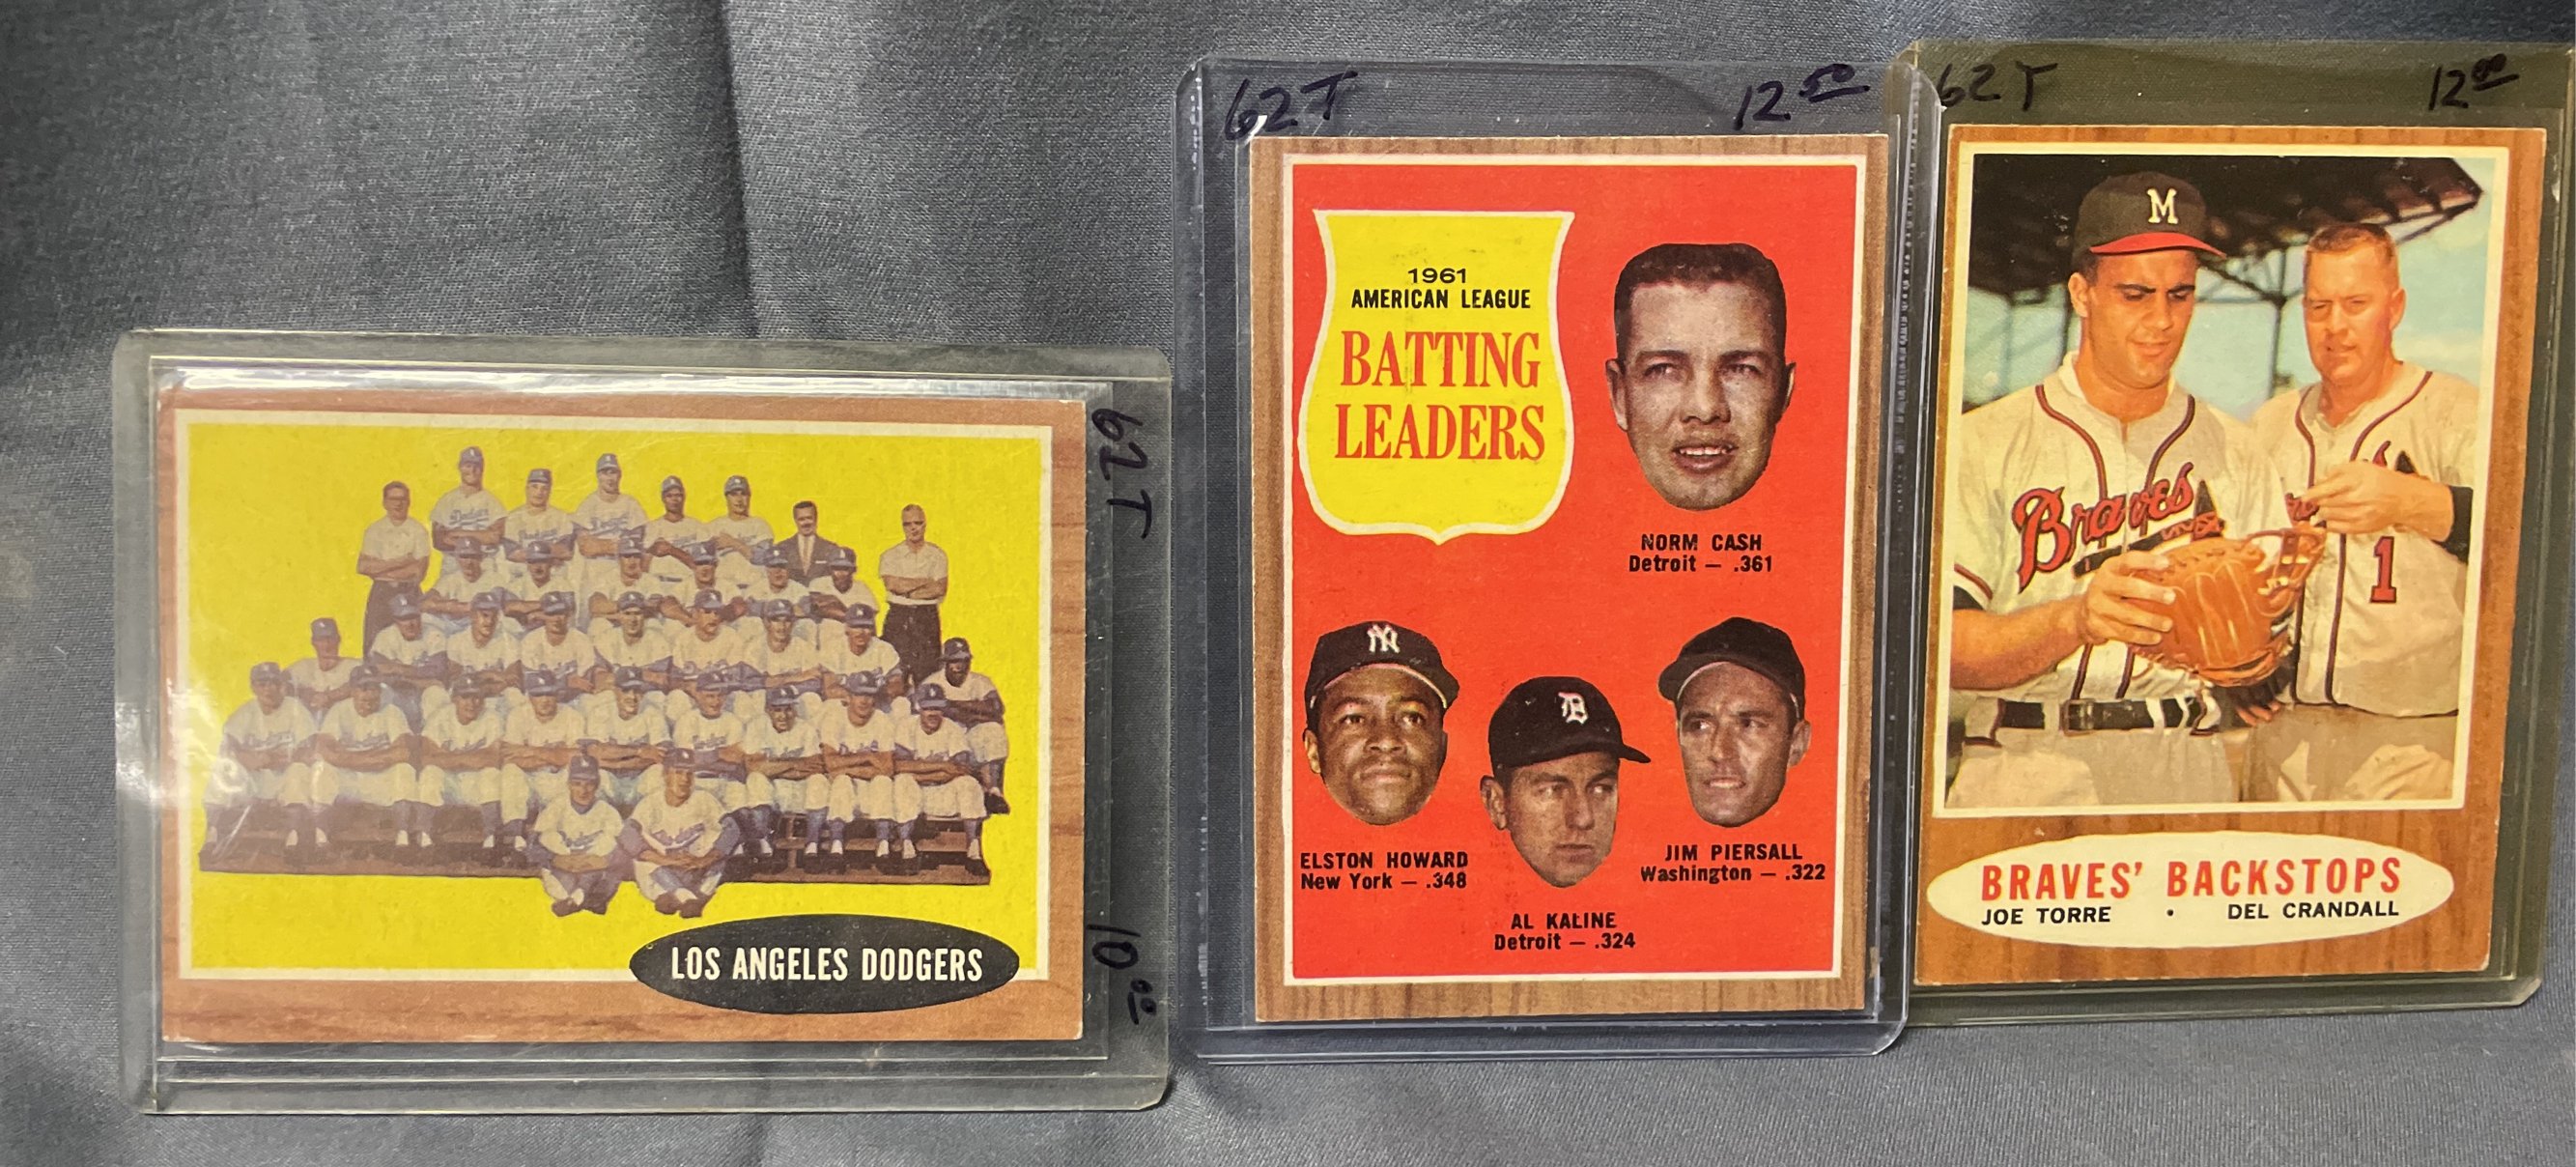 62T
10 00
LOS ANGELES DODGERS
62T
12 50
1961
AMERICAN LEAGUE
BATTING
LEADERS
NORM CASH
Detroit — .361
NY
ELSTON HOWARD
New York — .348
D
AL KALINE
Detroit — .324
JIM PIERSALL
Washington — .322
62T
12 00
M
Braves
1
BRAVES' BACKSTOPS
JOE TORRE • DEL CRANDALL